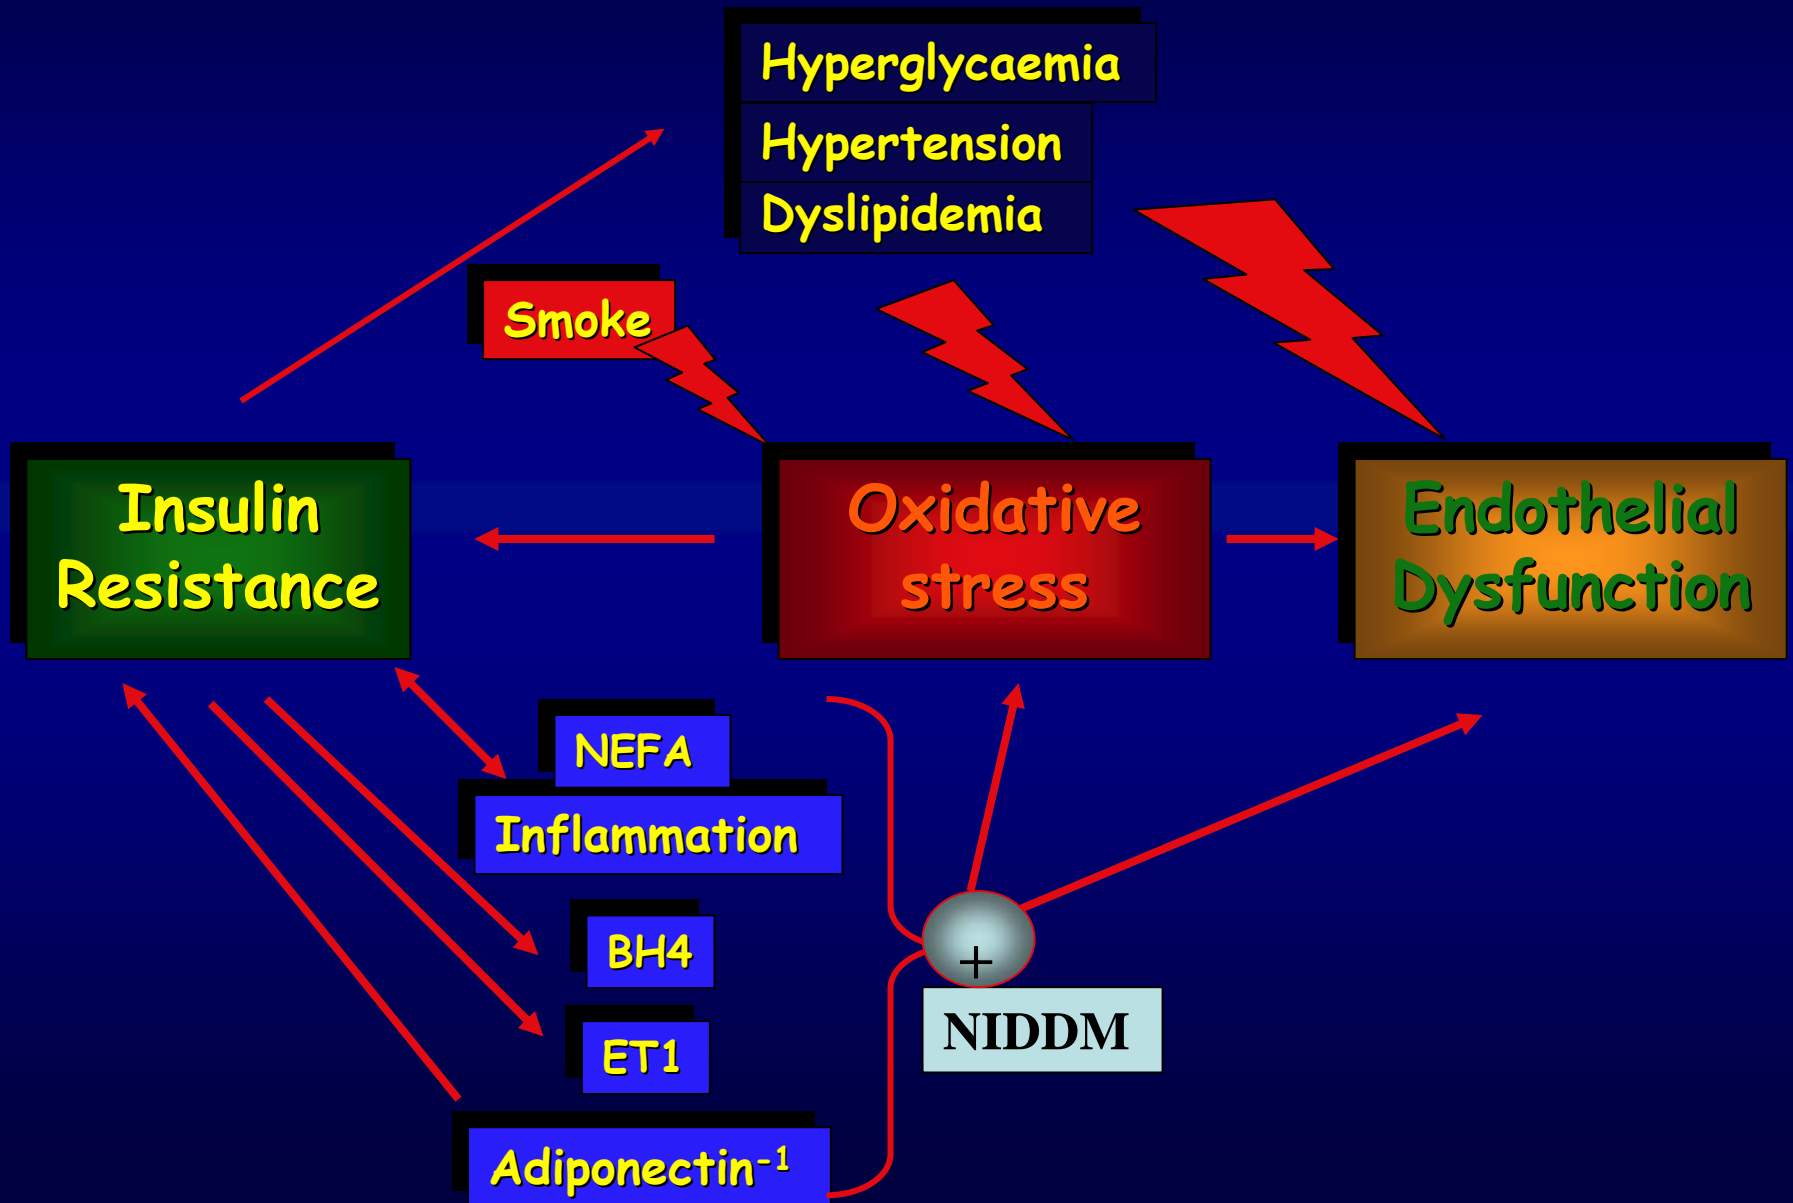 Hyperglycaemia
Hypertension
Dyslipidemia
Smoke
Insulin
Resistance
Oxidative
stress
Endothelial
Dysfunction
NEFA
Inflammation
BH4
ET1
Adiponectin⁻¹
+
NIDDM